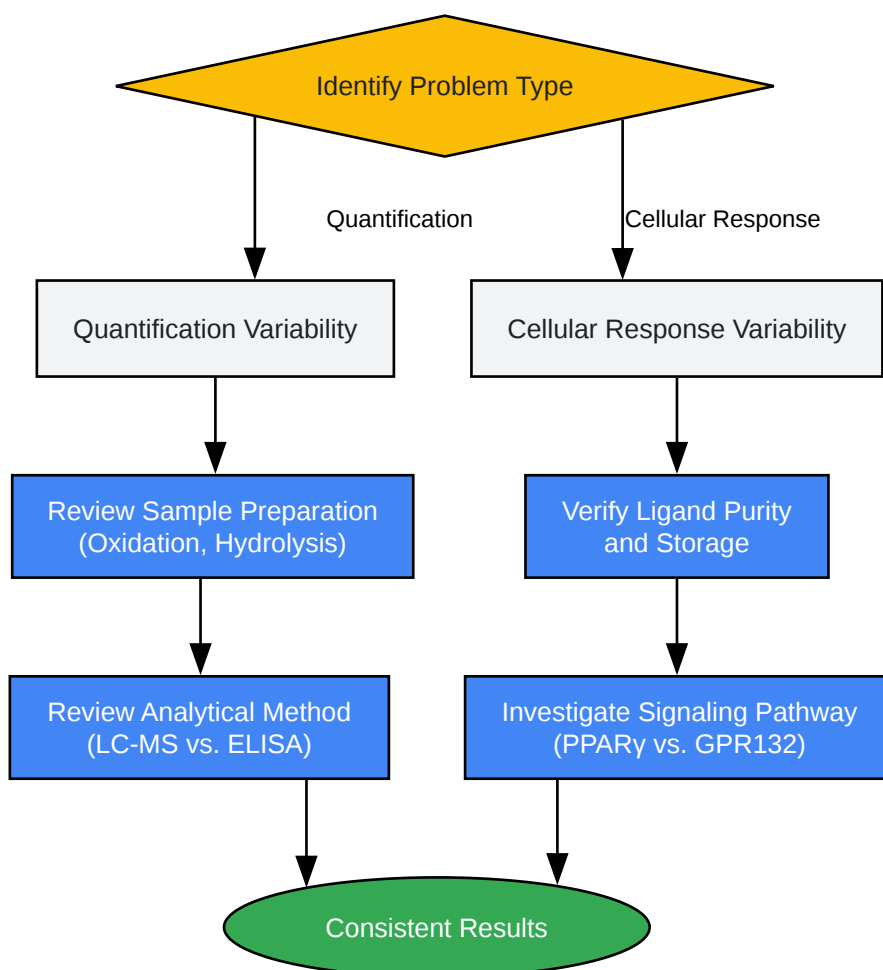 Identify Problem Type
Quantification
Cellular Response
Quantification Variability
Cellular Response Variability
Review Sample Preparation
(Oxidation, Hydrolysis)
Verify Ligand Purity
and Storage
Review Analytical Method
(LC-MS vs. ELISA)
Investigate Signaling Pathway
(PPARγ vs. GPR132)
Consistent Results